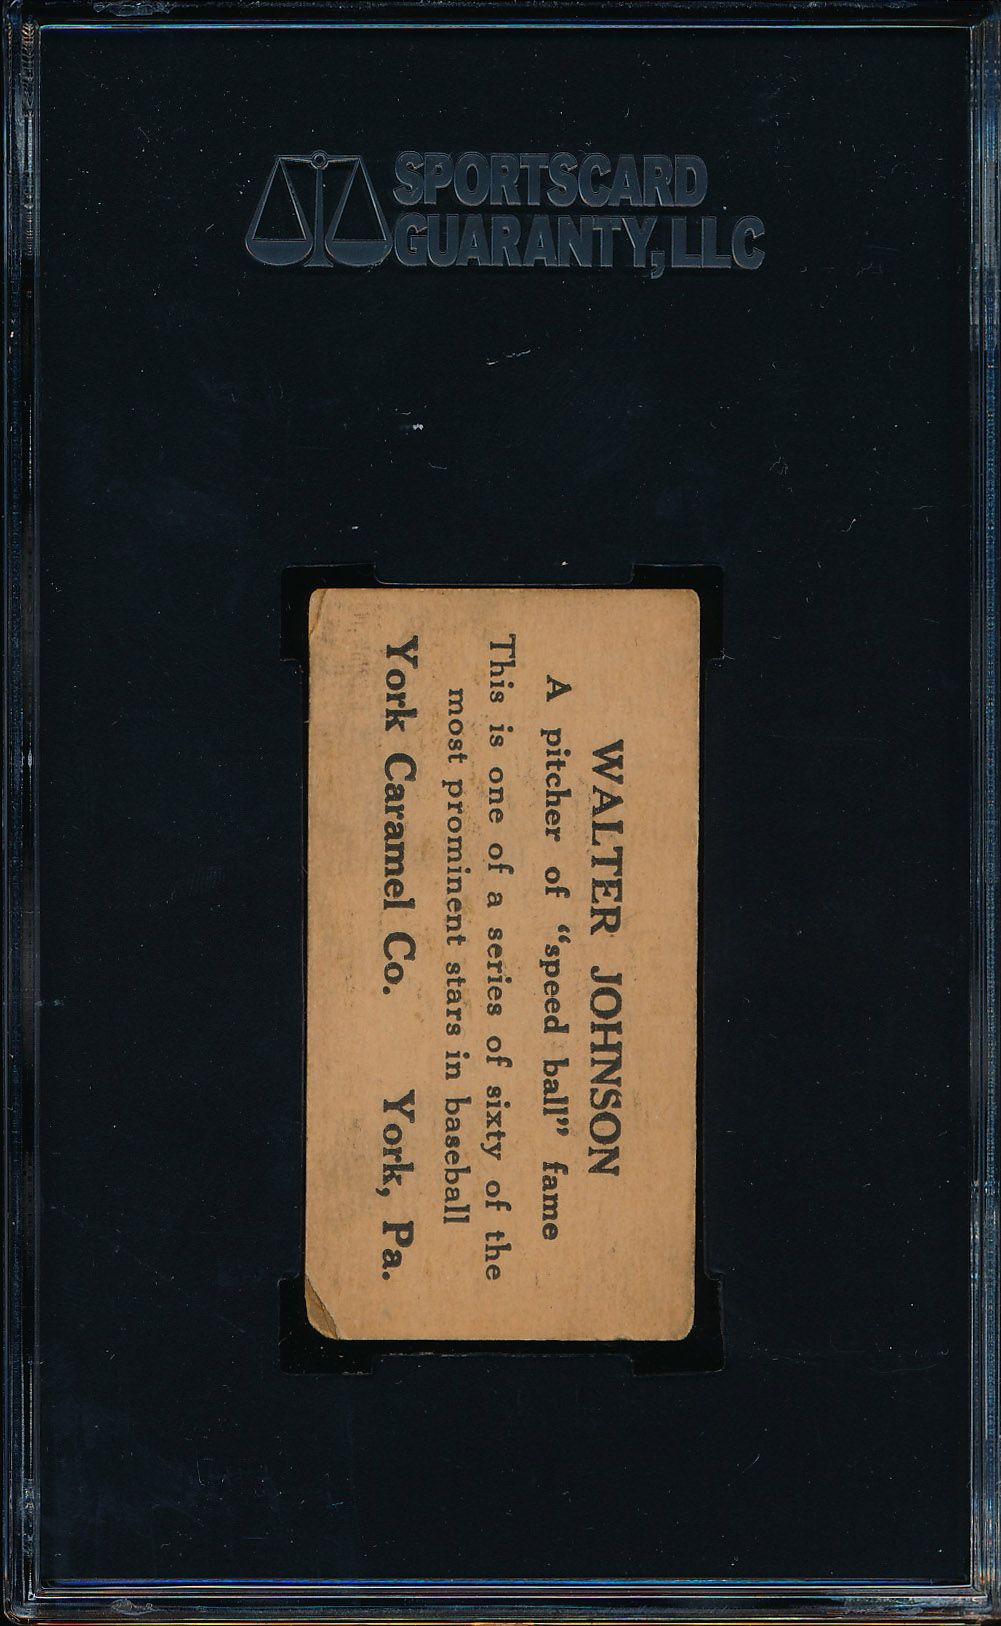 SPORTSCARD
GUARANTY, LLC
WALTER JOHNSON
A pitcher of “speed ball” fame
This is one of a series of sixty of the
most prominent stars in baseball
York Caramel Co. York, Pa.